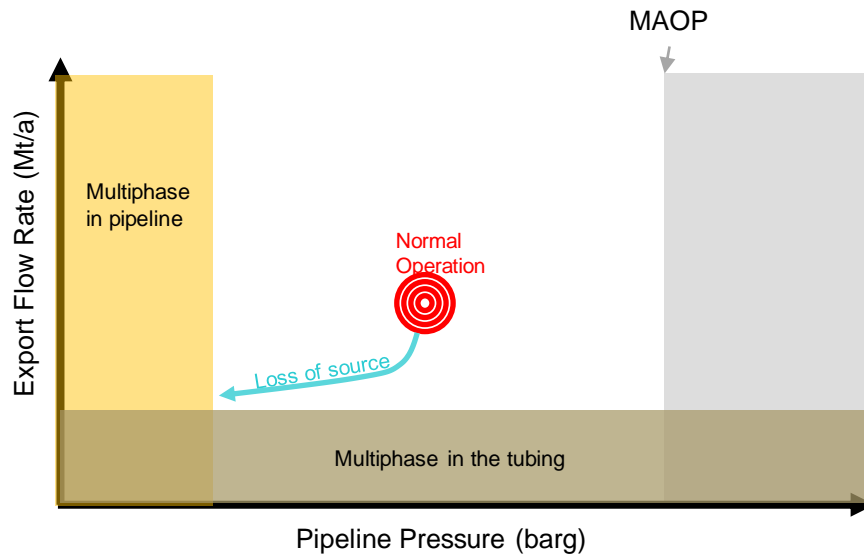 MAOP
Export Flow Rate (Mt/a)
Multiphase
in pipeline
Normal
Operation
Loss of source
Multiphase in the tubing
Pipeline Pressure (barg)